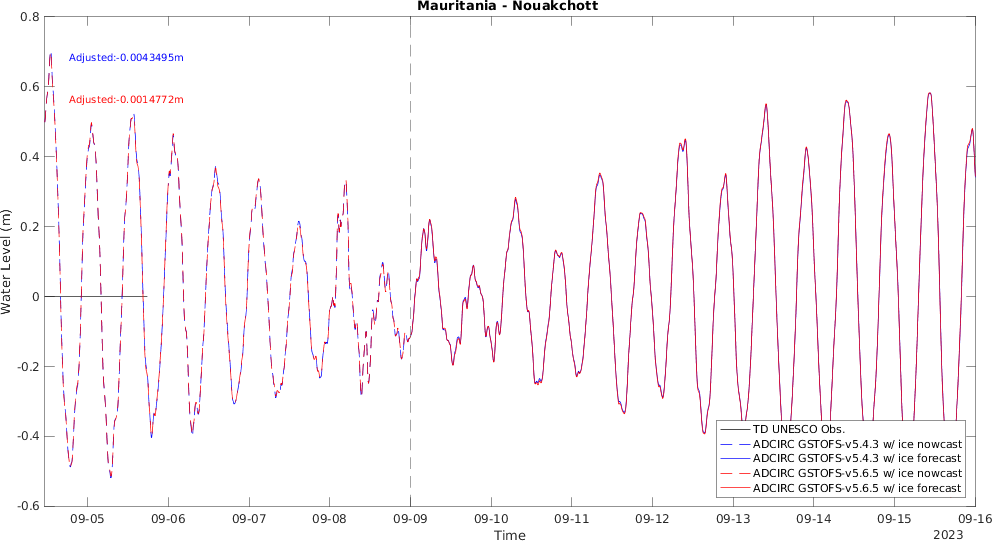 Mauritania - Nouakchott
0.8
0.6
0.4
0.2
0
-0.2
-0.4
-0.6
Water Level (m)
Adjusted:-0.0043495m
Adjusted:-0.0014772m
TD UNESCO Obs.
ADCIRC GSTOFS-v5.4.3 w/ ice nowcast
ADCIRC GSTOFS-v5.4.3 w/ ice forecast
ADCIRC GSTOFS-v5.6.5 w/ ice nowcast
ADCIRC GSTOFS-v5.6.5 w/ ice forecast
09-05 09-06 09-07 09-08 09-09 09-10 09-11 09-12 09-13 09-14 09-15 09-16
Time
2023